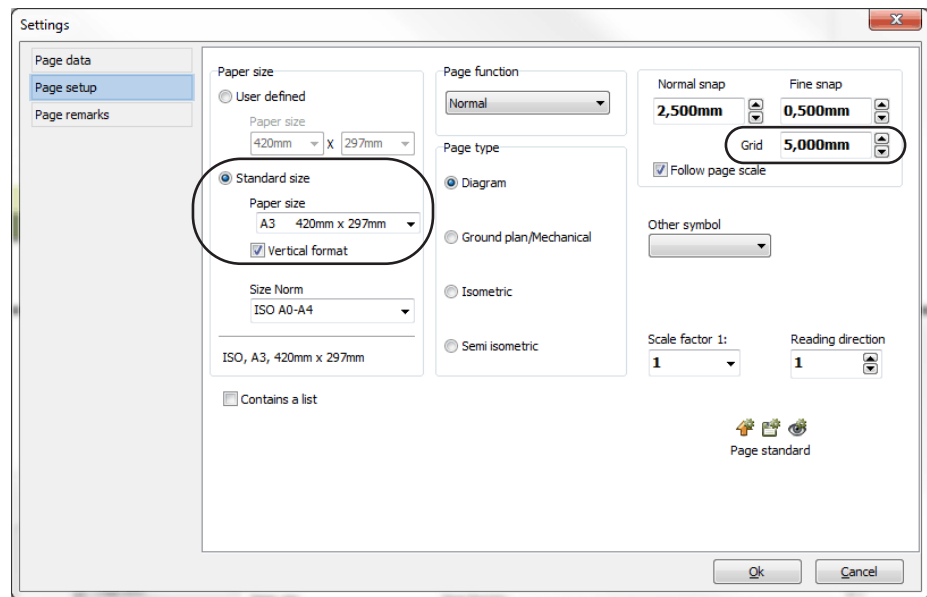 Settings
Page data
Page setup
Page remarks
Paper size
User defined
Paper size
420mm X 297mm
Standard size
Paper size
A3 420mm x 297mm
Vertical format
Size Norm
ISO A0-A4
ISO, A3, 420mm x 297mm
Contains a list
Page function
Normal
Page type
Diagram
Ground plan/Mechanical
Isometric
Semi isometric
Normal snap Fine snap
2,500mm 0,500mm
Grid 5,000mm
Follow page scale
Other symbol
Scale factor 1: Reading direction
1 1
Page standard
Ok Cancel